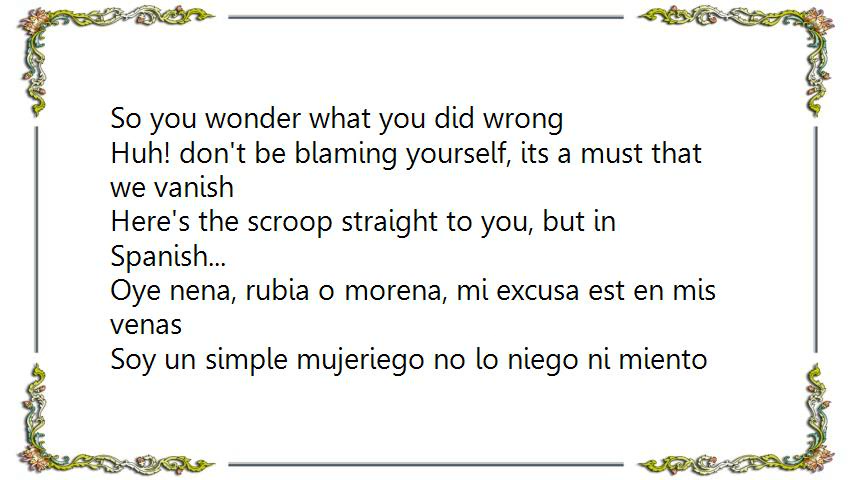 So you wonder what you did wrong
Huh! don't be blaming yourself, its a must that
we vanish
Here's the scroop straight to you, but in
Spanish...
Oye nena, rubia o morena, mi excusa est en mis
venas
Soy un simple mujeriego no lo niego ni miento